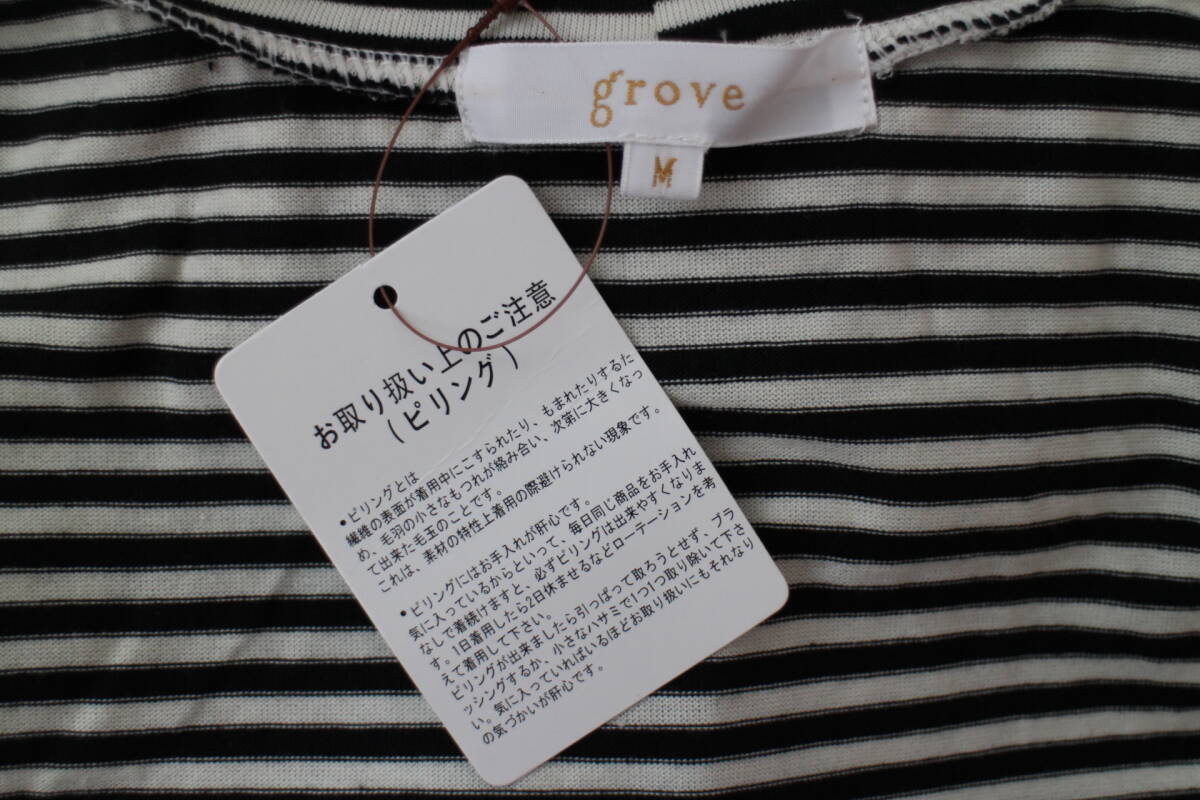 grove
M
お取り扱い上のご注意
(ピリング)
•ピリングとは
繊維の表面が着用中にこすられたり、もまれたりするた
め、毛羽の小さなもつれが絡み合い、次第に大きくなっ
て出来た毛玉のことです。
これは、素材の特性上着用の際避けられない現象です。
•ピリングにはお手入れが肝心です。
気に入っているからといって、毎日同じ商品をお手入れ
なしで着続けますと、必ずピリングは出来やすくなりま
す。1日着用したら2日休ませるなどローテーションを考
えて着用して下さい。
ピリングが出来ましたら引っぱって取ろうとせず、ブラ
ッシングするか、小さなハサミで1つ1つ取り除いて下さ
い。気に入っていればいるほどお取り扱いにもそれなり
の気づかいが肝心です。